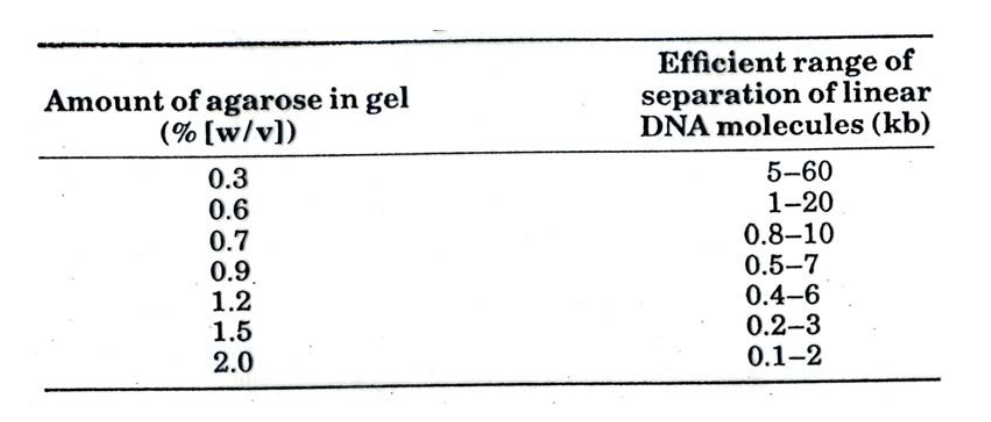 Amount of agarose in gel
(% [w/v])
Efficient range of
separation of linear
DNA molecules (kb)
0.3 5–60
0.6 1–20
0.7 0.8–10
0.9 0.5–7
1.2 0.4–6
1.5 0.2–3
2.0 0.1–2